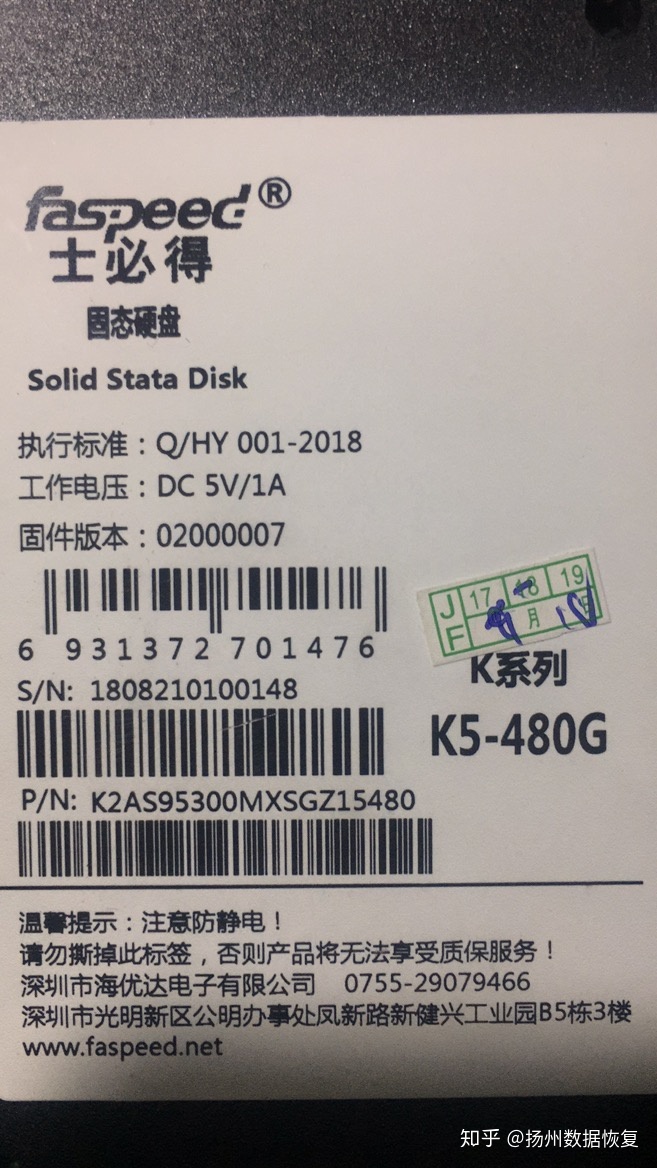 faspeed®
士必得
固态硬盘
Solid Stata Disk
执行标准：Q/HY 001-2018
工作电压：DC 5V/1A
固件版本：02000007
6 931372 701476
S/N: 1808210100148
P/N: K2AS95300MXSGZ15480
JF 17 18 19
月
K系列
K5-480G
温馨提示：注意防静电！
请勿撕掉此标签，否则产品将无法享受质保服务！
深圳市海优达电子有限公司 0755-29079466
深圳市光明新区公明办事处凤新路新健兴工业园B5栋3楼
www.faspeed.net
知乎 @扬州数据恢复